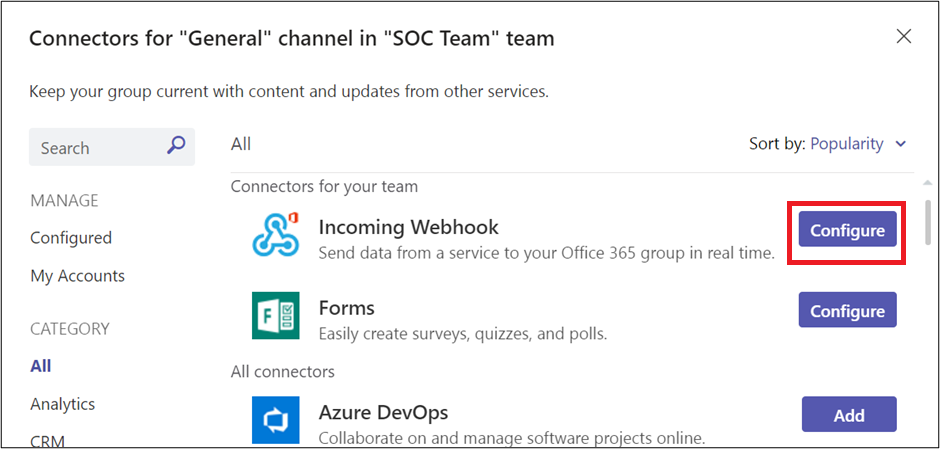 Connectors for "General" channel in "SOC Team" team
Keep your group current with content and updates from other services.
Search
All
Sort by: Popularity
MANAGE
Configured
My Accounts
CATEGORY
All
Analytics
CRM
Connectors for your team
Incoming Webhook
Send data from a service to your Office 365 group in real time.
Configure
Forms
Easily create surveys, quizzes, and polls.
Configure
All connectors
Azure DevOps
Collaborate on and manage software projects online.
Add